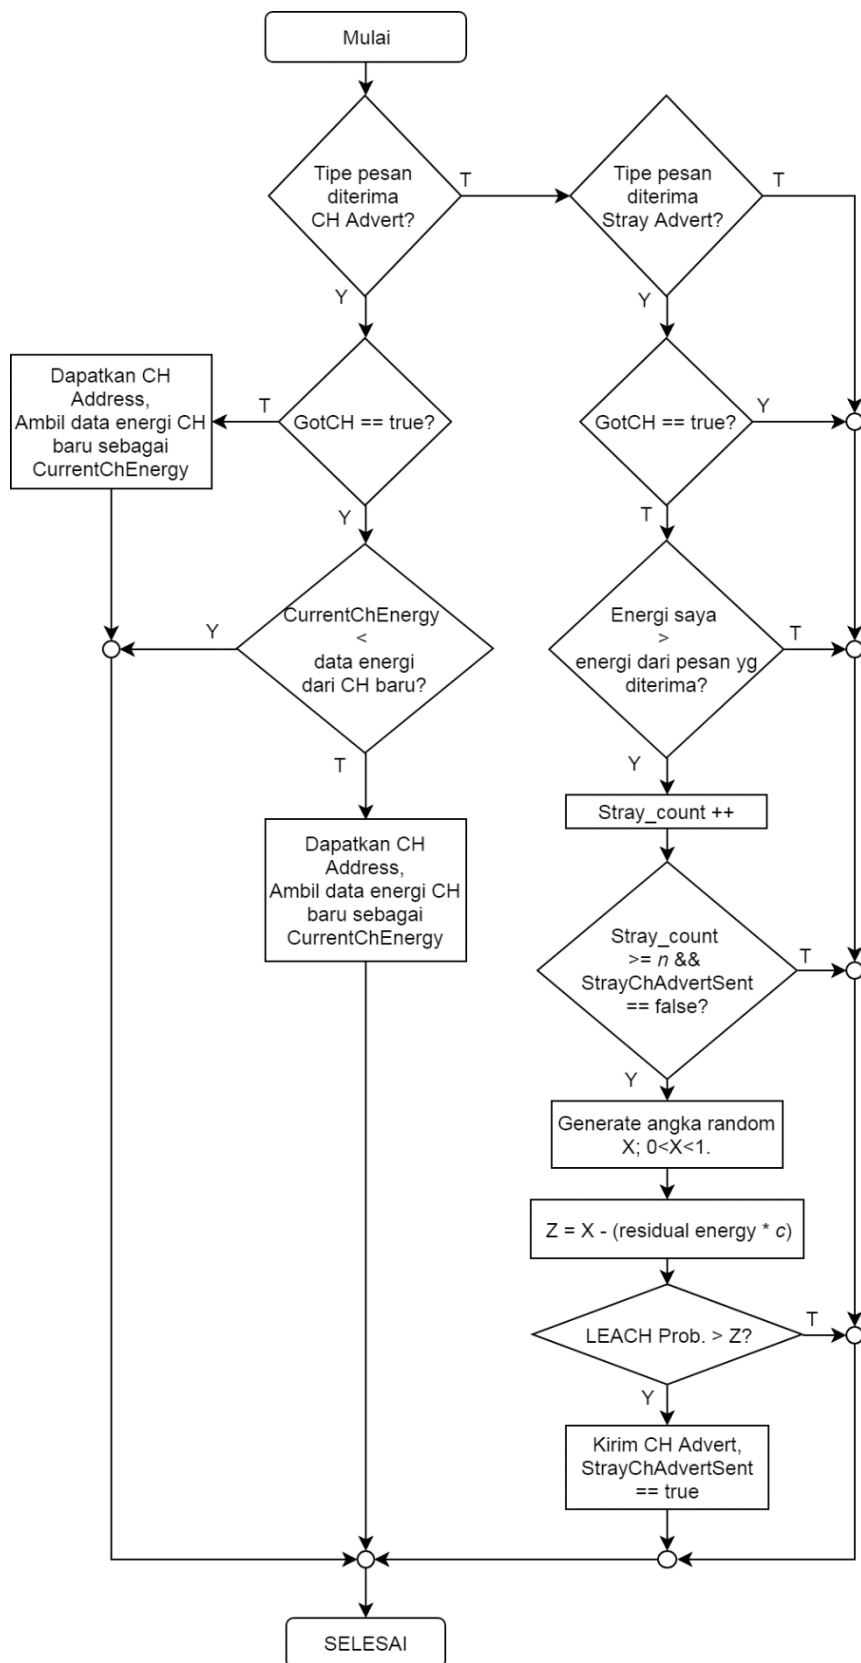 Mulai
Tipe pesan
diterima
CH Advert?
T
Tipe pesan
diterima
Stray Advert?
T
Y
Y
Dapatkan CH
Address,
Ambil data energi CH
baru sebagai
CurrentChEnergy
T
GotCH == true?
GotCH == true?
Y
Y
T
CurrentChEnergy
<
data energi
dari CH baru?
Y
Energi saya
>
energi dari pesan yg
diterima?
T
T
Y
Stray_count ++
Dapatkan CH
Address,
Ambil data energi CH
baru sebagai
CurrentChEnergy
Stray_count
>= n &&
StrayChAdvertSent
== false?
T
Y
Generate angka random
X; 0<X<1.
Z = X - (residual energy * c)
LEACH Prob. > Z?
T
Y
Kirim CH Advert,
StrayChAdvertSent
== true
SELESAI